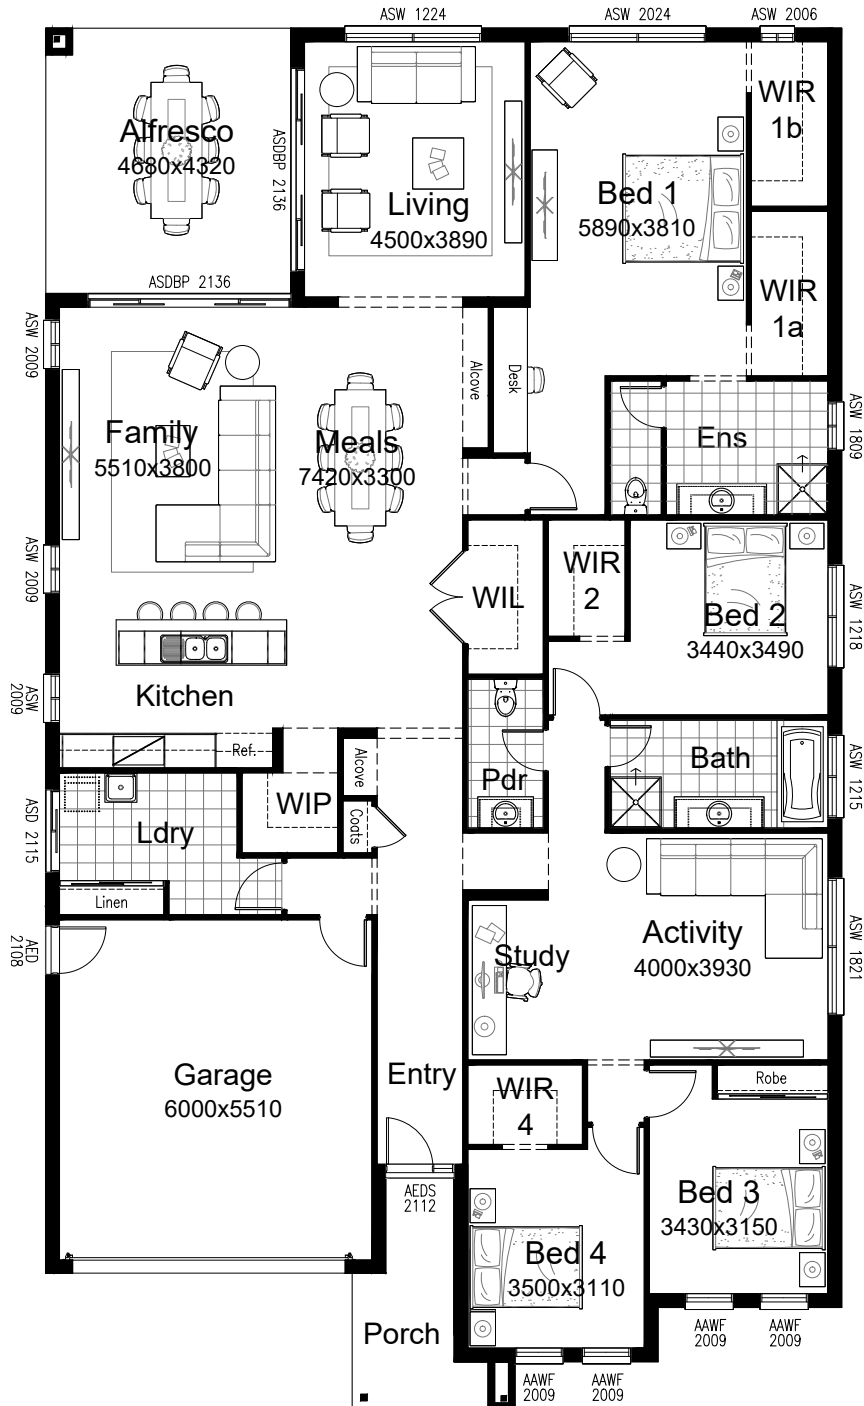 ASW 1224
ASW 2024
ASW 2006
Alfresco
4680x4320
ASDBP 2136
Living
4500x3890
Bed 1
5890x3810
WIR
1b
WIR
1a
ASDBP 2136
ASW 2009
Family
5510x3800
Meals
7420x3300
Alcove
Desk
Ens
ASW 1809
ASW 2009
WIL
WIR
2
Bed 2
3440x3490
ASW 1218
Kitchen
ASW
2009
Ref.
Alcove
WIP
Coats
Pdr
Bath
ASW 1215
ASD 2115
Ldry
Linen
AED
2108
Study
Activity
4000x3930
ASW 1821
Garage
6000x5510
Entry
WIR
4
Robe
AEDS
2112
Bed 3
3430x3150
Bed 4
3500x3110
Porch
AAWF
2009
AAWF
2009
AAWF
2009
AAWF
2009